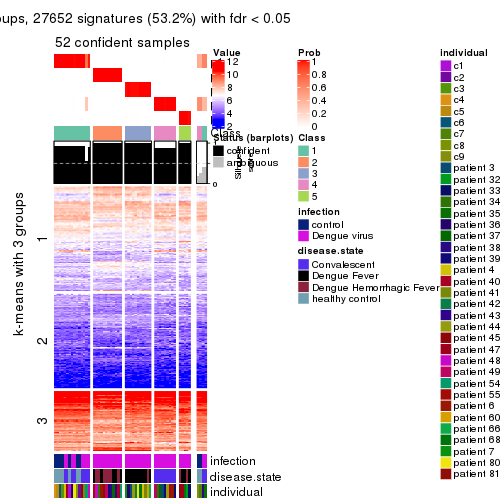 oups, 27652 signatures (53.2%) with fdr < 0.05
52 confident samples
Value
12
10
8
6
4
2
Prob
1
0.8
0.6
0.4
0.2
0
Class
Status (barplots)
confident
ambiguous
1
0
Class
1
2
3
4
5
infection
control
Dengue virus
disease.state
Convalescent
Dengue Fever
Dengue Hemorrhagic Fever
healthy control
individual
c1
c2
c3
c4
c5
c6
c7
c8
c9
patient 3
patient 32
patient 33
patient 34
patient 35
patient 36
patient 37
patient 38
patient 39
patient 4
patient 40
patient 41
patient 42
patient 43
patient 44
patient 45
patient 47
patient 48
patient 49
patient 54
patient 55
patient 6
patient 60
patient 66
patient 68
patient 7
patient 80
patient 81
k-means with 3 groups
1
2
3
infection
disease.state
individual